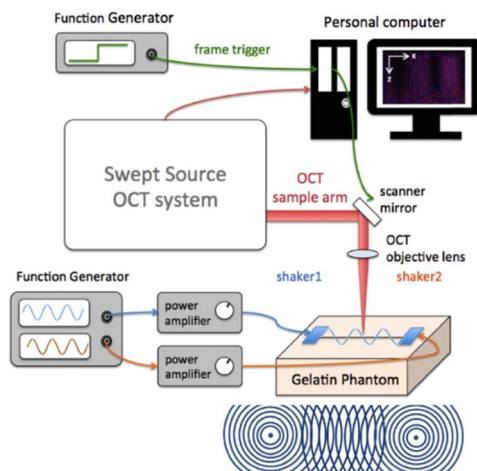 Function Generator
Personal computer
frame trigger
x
z
Swept Source
OCT system
OCT
sample arm
scanner
mirror
OCT
objective lens
Function Generator
shaker1
shaker2
power
amplifier
power
amplifier
Gelatin Phantom